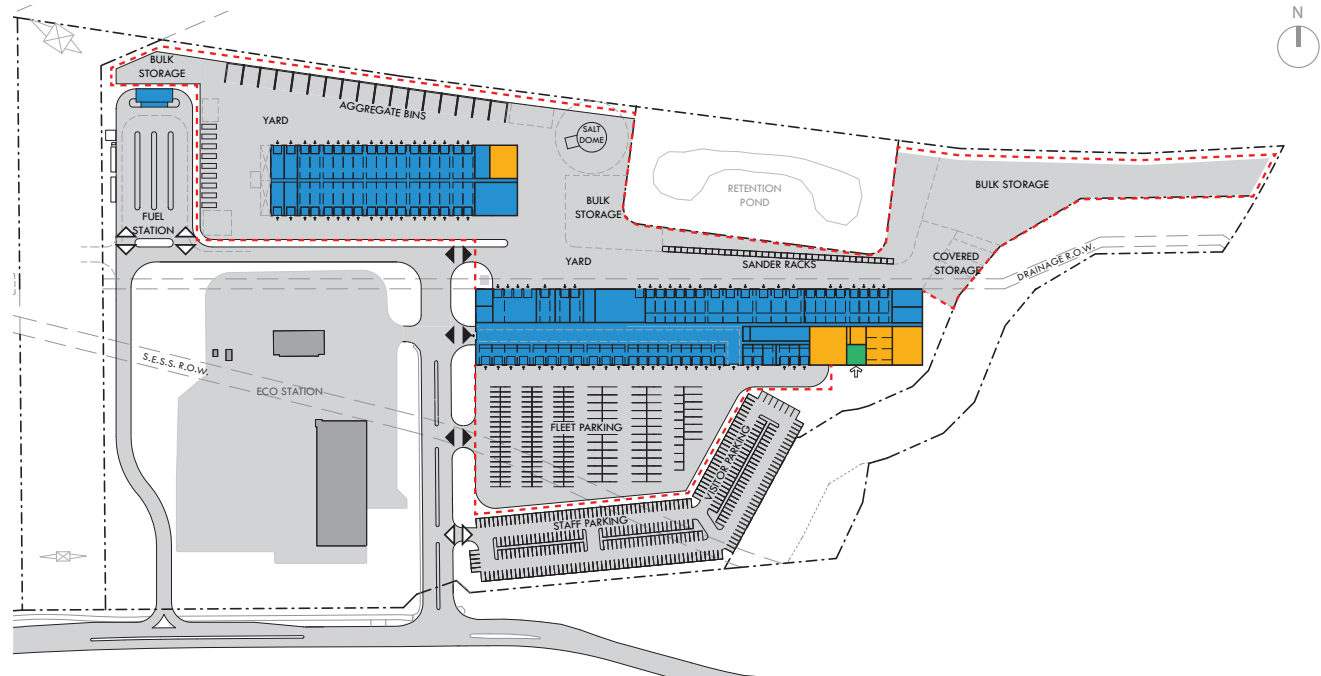 N
BULK
STORAGE
AGGREGATE BINS
YARD
SALT
DOME
BULK STORAGE
RETENTION
POND
BULK
STORAGE
FUEL
STATION
YARD
SANDER RACKS
COVERED
STORAGE
DRAINAGE R.O.W.
S.E.S.S. R.O.W.
ECO STATION
FLEET PARKING
VISITOR PARKING
STAFF PARKING